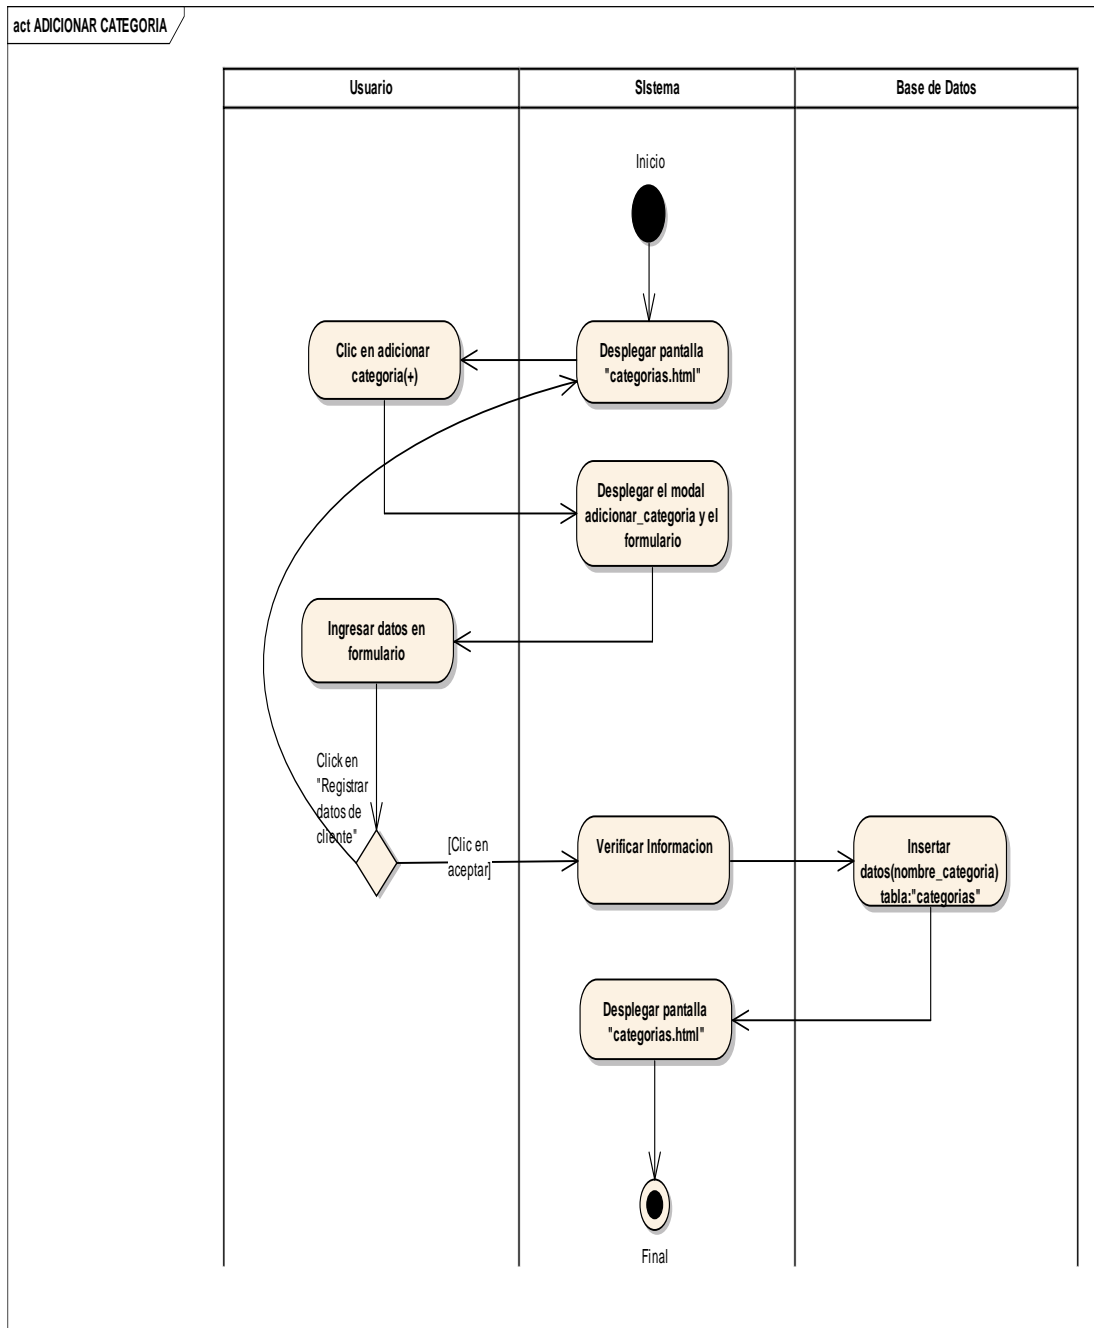 act ADICIONAR CATEGORIA
Usuario
SIstema
Base de Datos
Inicio
Clic en adicionar
categoria(+)
Desplegar pantalla
"categorias.html"
Desplegar el modal
adicionar_categoria y el
formulario
Ingresar datos en
formulario
Click en
"Registrar
datos de
cliente"
[Clic en
aceptar]
Verificar Informacion
Insertar
datos(nombre_categoria)
tabla:"categorias"
Desplegar pantalla
"categorias.html"
Final